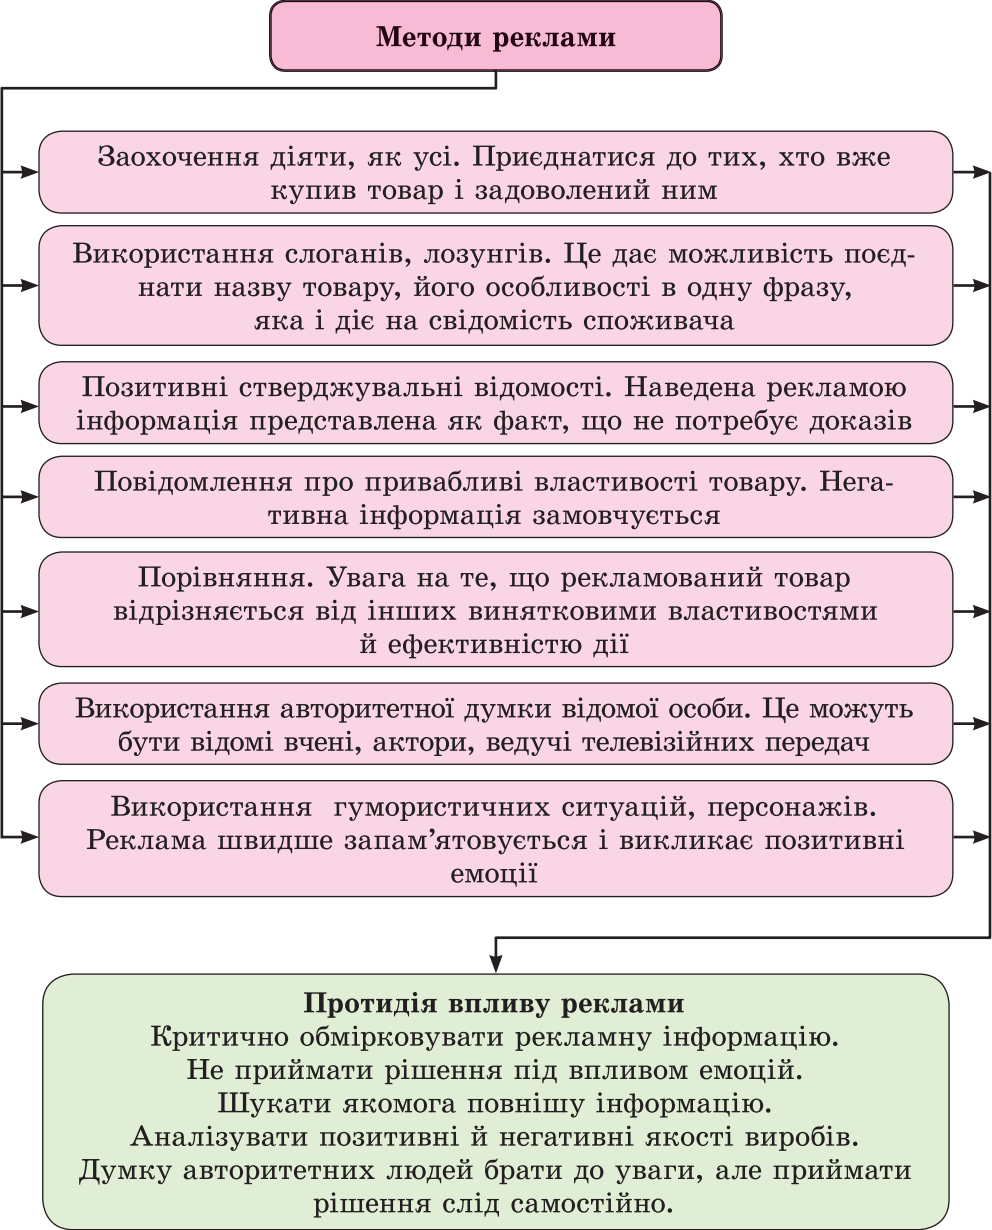 Методи реклами
Заохочення діяти, як усі. Приєднатися до тих, хто вже
купив товар і задоволений ним
Використання слоганів, лозунгів. Це дає можливість поєд-
нати назву товару, його особливості в одну фразу,
яка і діє на свідомість споживача
Позитивні стверджувальні відомості. Наведена рекламою
інформація представлена як факт, що не потребує доказів
Повідомлення про привабливі властивості товару. Нега-
тивна інформація замовчується
Порівняння. Увага на те, що рекламований товар
відрізняється від інших винятковими властивостями
й ефективністю дії
Використання авторитетної думки відомої особи. Це можуть
бути відомі вчені, актори, ведучі телевізійних передач
Використання гумористичних ситуацій, персонажів.
Реклама швидше запам’ятовується і викликає позитивні
емоції
Протидія впливу реклами
Критично обмірковувати рекламну інформацію.
Не приймати рішення під впливом емоцій.
Шукати якомога повнішу інформацію.
Аналізувати позитивні й негативні якості виробів.
Думку авторитетних людей брати до уваги, але приймати
рішення слід самостійно.